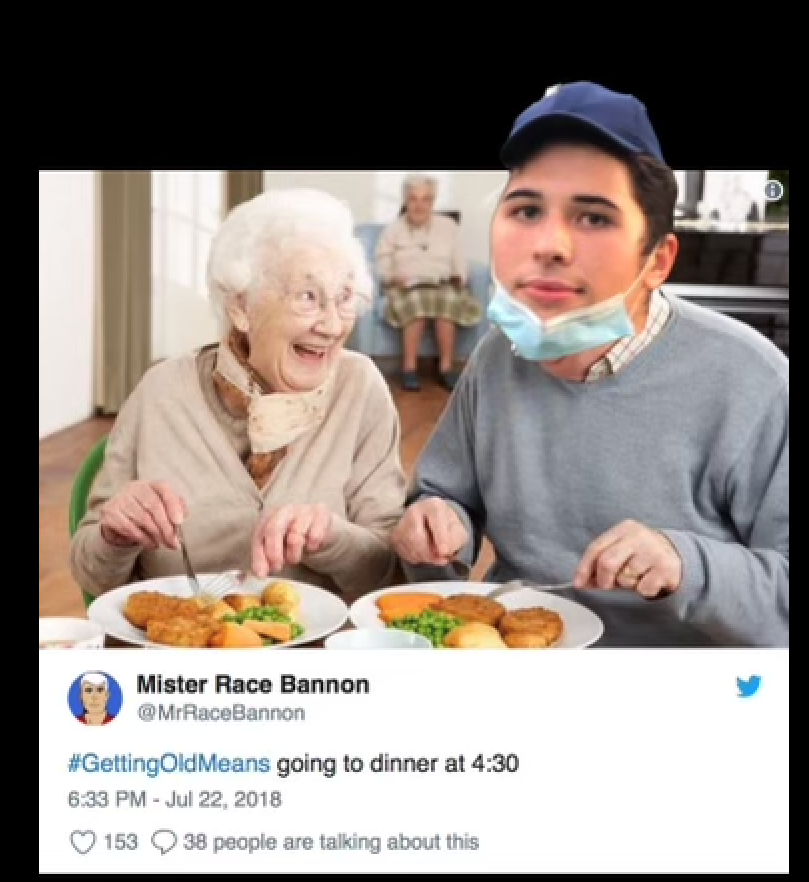 Mister Race Bannon
@MrRaceBannon
#GettingOldMeans going to dinner at 4:30
6:33 PM - Jul 22, 2018
153 38 people are talking about this